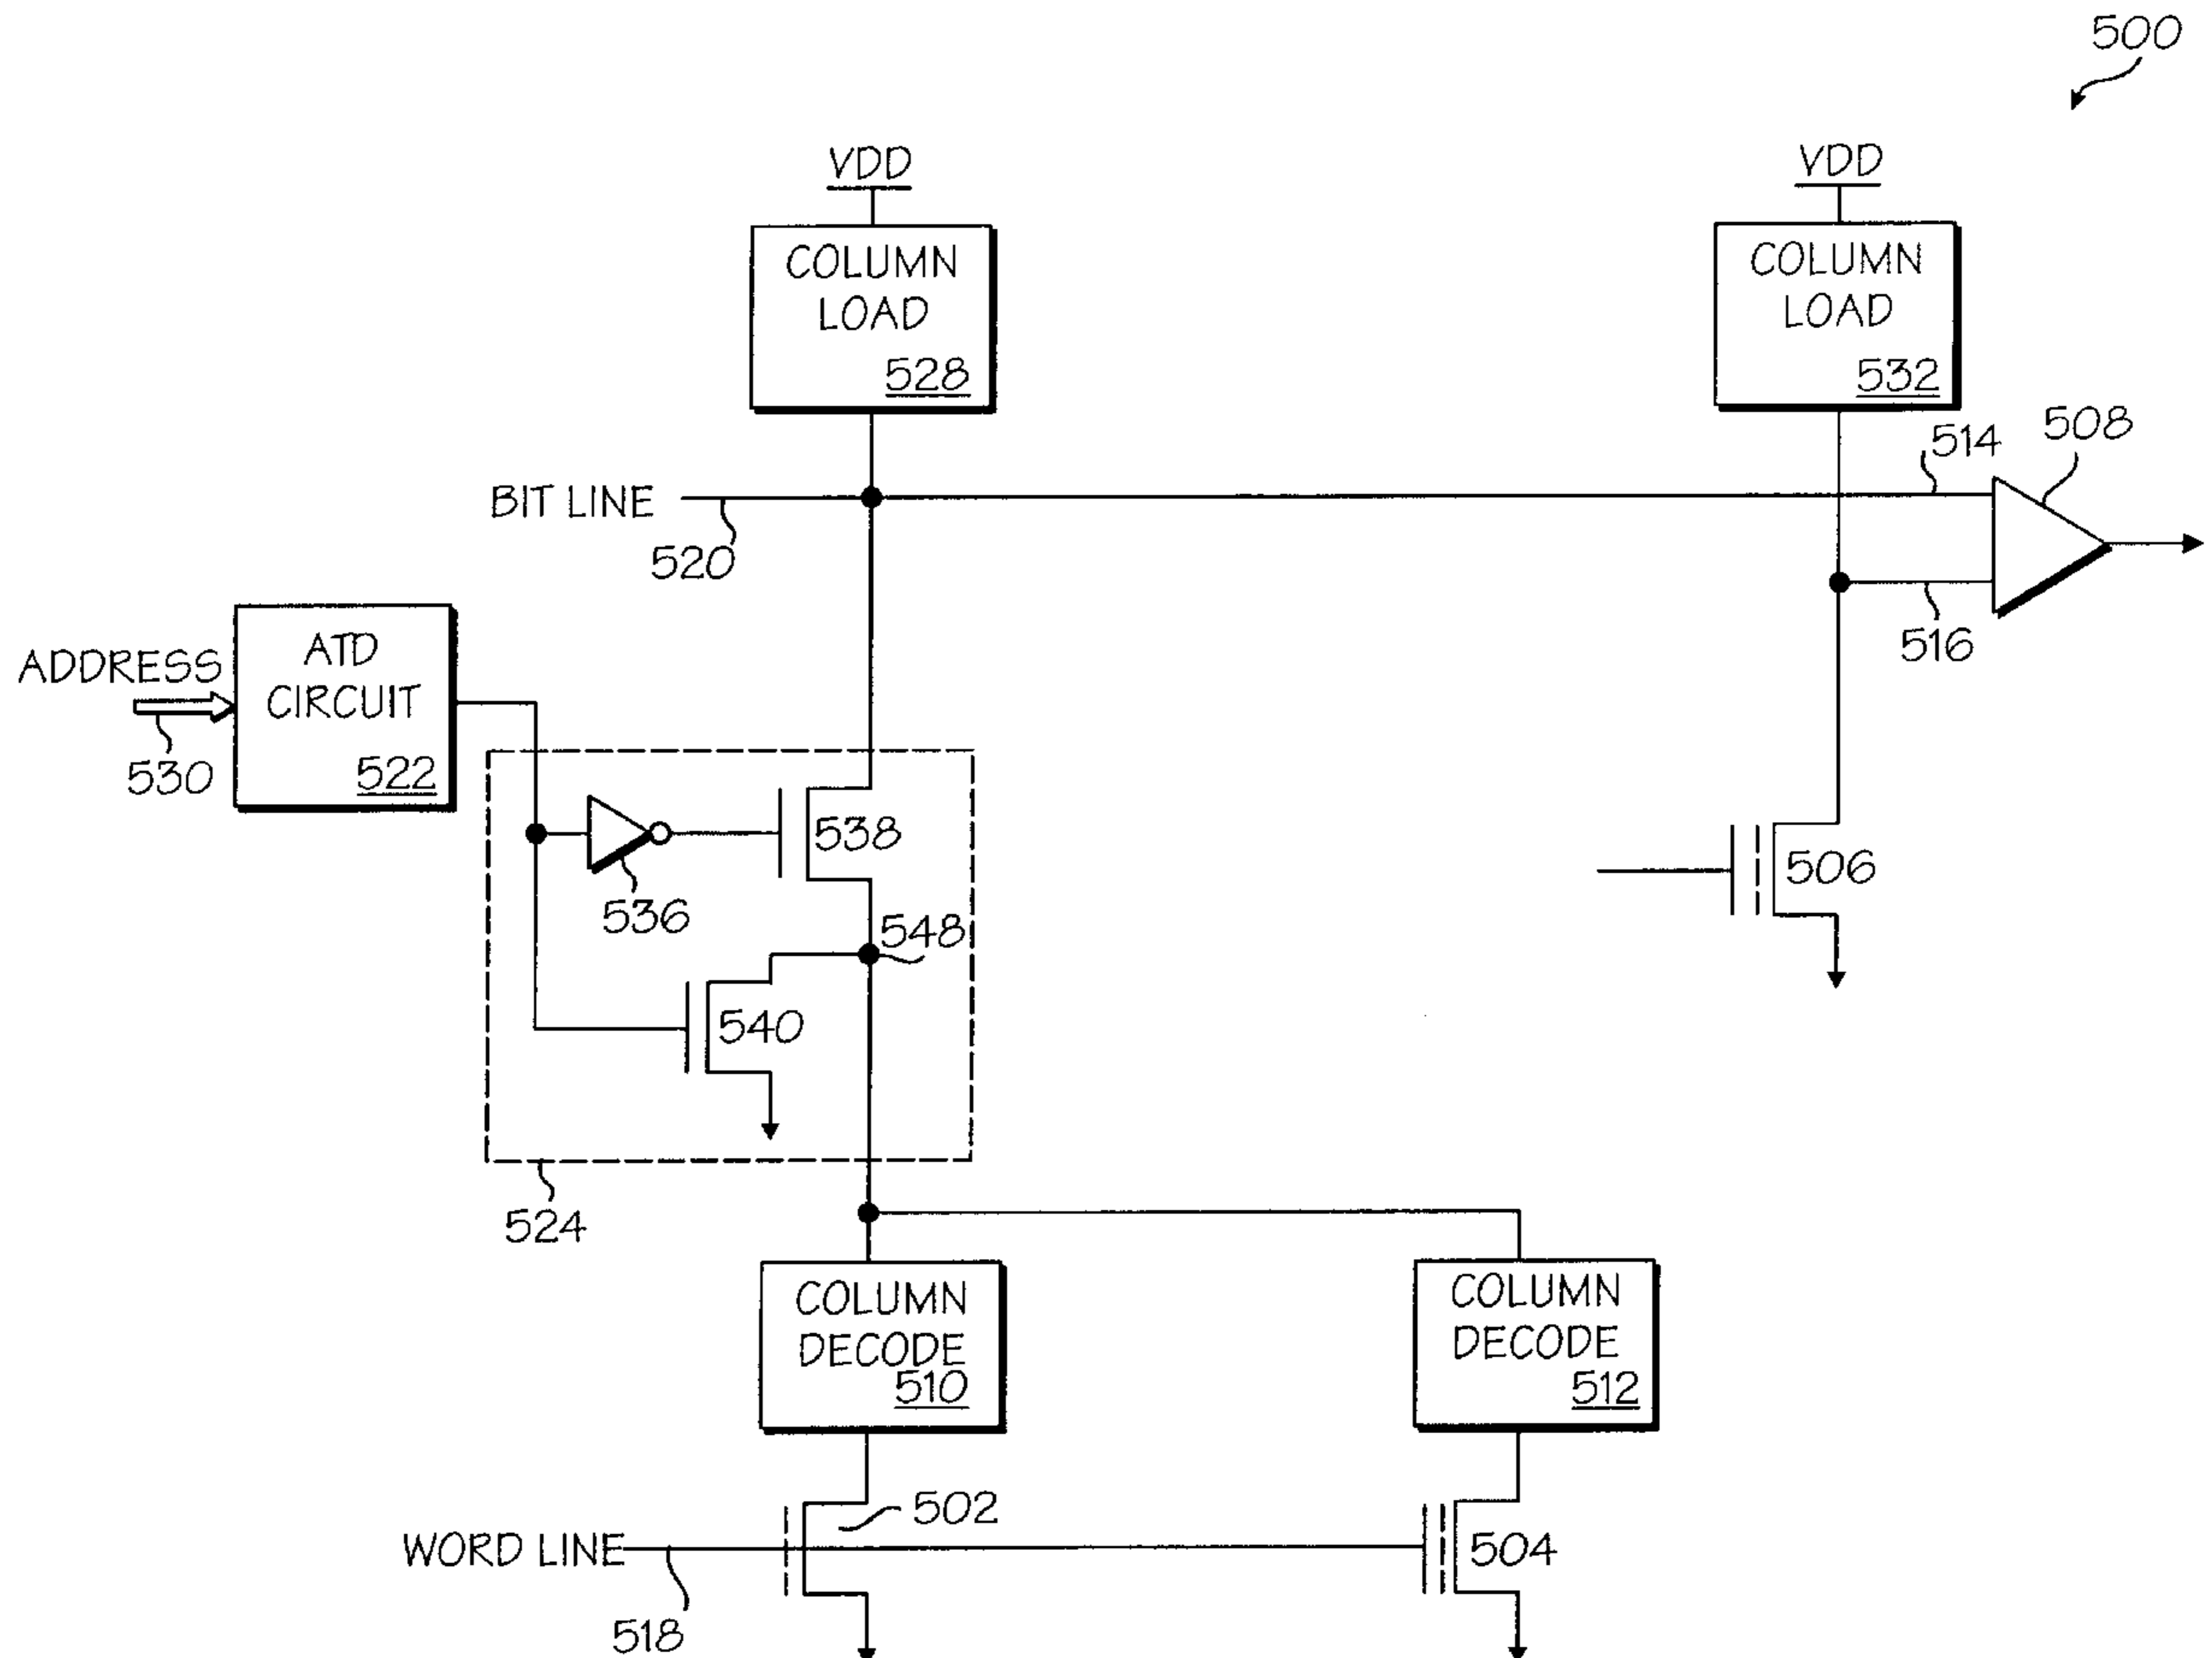 500
VDD
VDD
COLUMN
LOAD
528
COLUMN
LOAD
532
508
514
BIT LINE
520
516
ADDRESS
530
ATD
CIRCUIT
522
538
536
506
548
540
524
COLUMN
DECODE
510
COLUMN
DECODE
512
502
WORD LINE
504
518